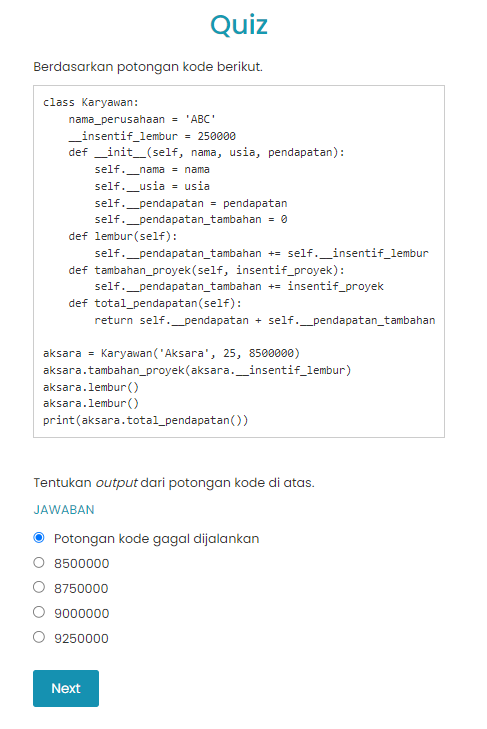 Quiz
Berdasarkan potongan kode berikut.
class Karyawan:
    nama_perusahaan = 'ABC'
    __insentif_lembur = 250000
    def __init__(self, nama, usia, pendapatan):
        self.__nama = nama
        self.__usia = usia
        self.__pendapatan = pendapatan
        self.__pendapatan_tambahan = 0
    def lembur(self):
        self.__pendapatan_tambahan += self.__insentif_lembur
    def tambahan_proyek(self, insentif_proyek):
        self.__pendapatan_tambahan += insentif_proyek
    def total_pendapatan(self):
        return self.__pendapatan + self.__pendapatan_tambahan

aksara = Karyawan('Aksara', 25, 8500000)
aksara.tambahan_proyek(aksara.__insentif_lembur)
aksara.lembur()
aksara.lembur()
print(aksara.total_pendapatan())
Tentukan output dari potongan kode di atas.
JAWABAN
Potongan kode gagal dijalankan
8500000
8750000
9000000
9250000
Next